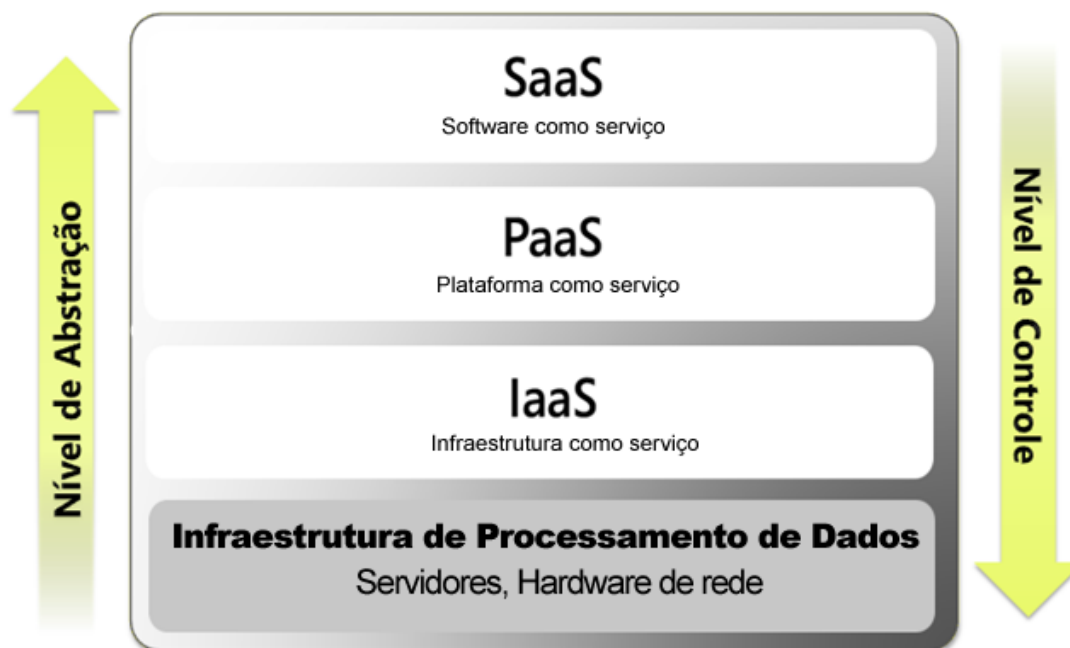 SaaS
Software como serviço
PaaS
Plataforma como serviço
IaaS
Infraestrutura como serviço
Infraestrutura de Processamento de Dados
Servidores, Hardware de rede
Nível de Abstração
Nível de Controle